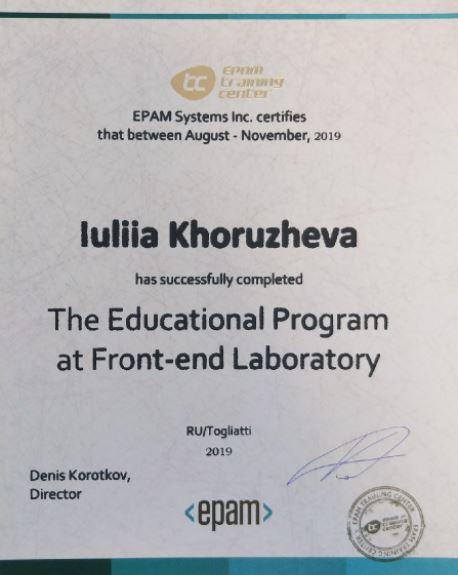 tc
epam
training
center
EPAM Systems Inc. certifies
that between August - November, 2019
Iuliia Khoruzheva
has successfully completed
The Educational Program
at Front-end Laboratory
RU/Togliatti
2019
Denis Korotkov,
Director
<epam>
EPAM TRAINING CENTER
tc